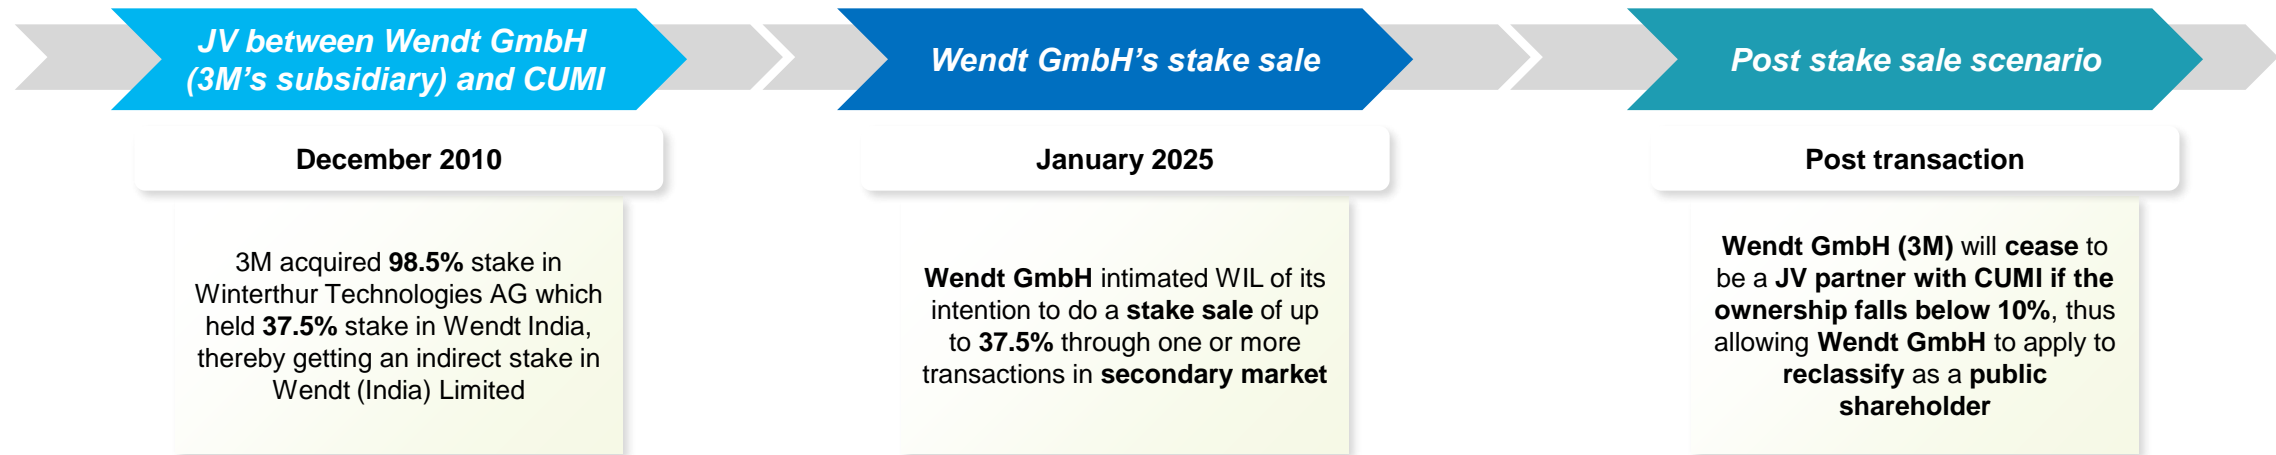 JV between Wendt GmbH
(3M’s subsidiary) and CUMI
December 2010
3M acquired 98.5% stake in
Winterthur Technologies AG which
held 37.5% stake in Wendt India,
thereby getting an indirect stake in
Wendt (India) Limited
Wendt GmbH’s stake sale
January 2025
Wendt GmbH intimated WIL of its
intention to do a stake sale of up
to 37.5% through one or more
transactions in secondary market
Post stake sale scenario
Post transaction
Wendt GmbH (3M) will cease to
be a JV partner with CUMI if the
ownership falls below 10%, thus
allowing Wendt GmbH to apply to
reclassify as a public
shareholder